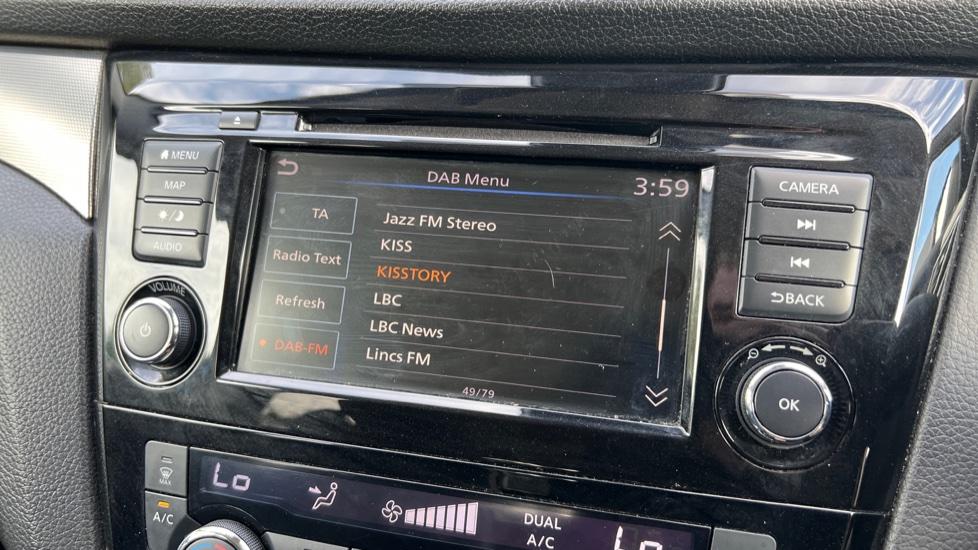 MENU
MAP
AUDIO
VOLUME
DAB Menu
3:59
TA
Radio Text
Refresh
DAB-FM
Jazz FM Stereo
KISS
KISSTORY
LBC
LBC News
Lincs FM
49/79
CAMERA
BACK
OK
MAX
A/C
Lo
DUAL
A/C
Lo